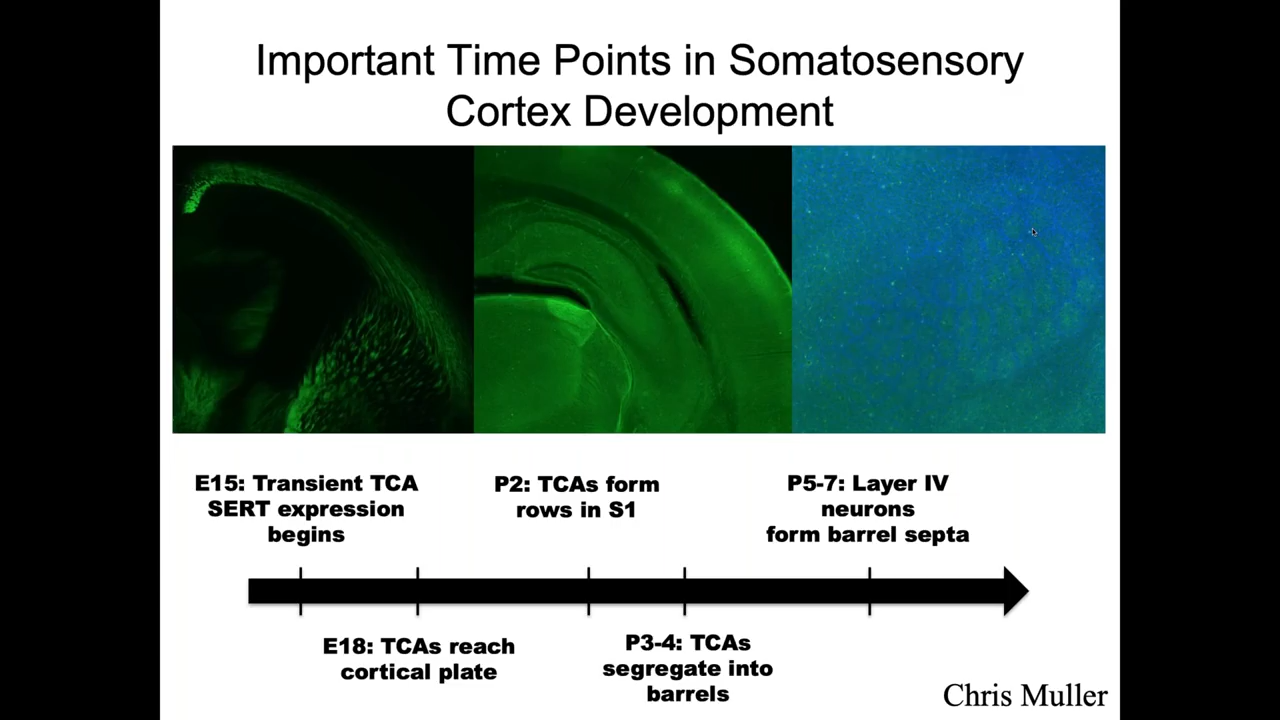 Important Time Points in Somatosensory
Cortex Development
E15: Transient TCA
SERT expression
begins
P2: TCAs form
rows in S1
P5-7: Layer IV
neurons
form barrel septa
E18: TCAs reach
cortical plate
P3-4: TCAs
segregate into
barrels
Chris Muller